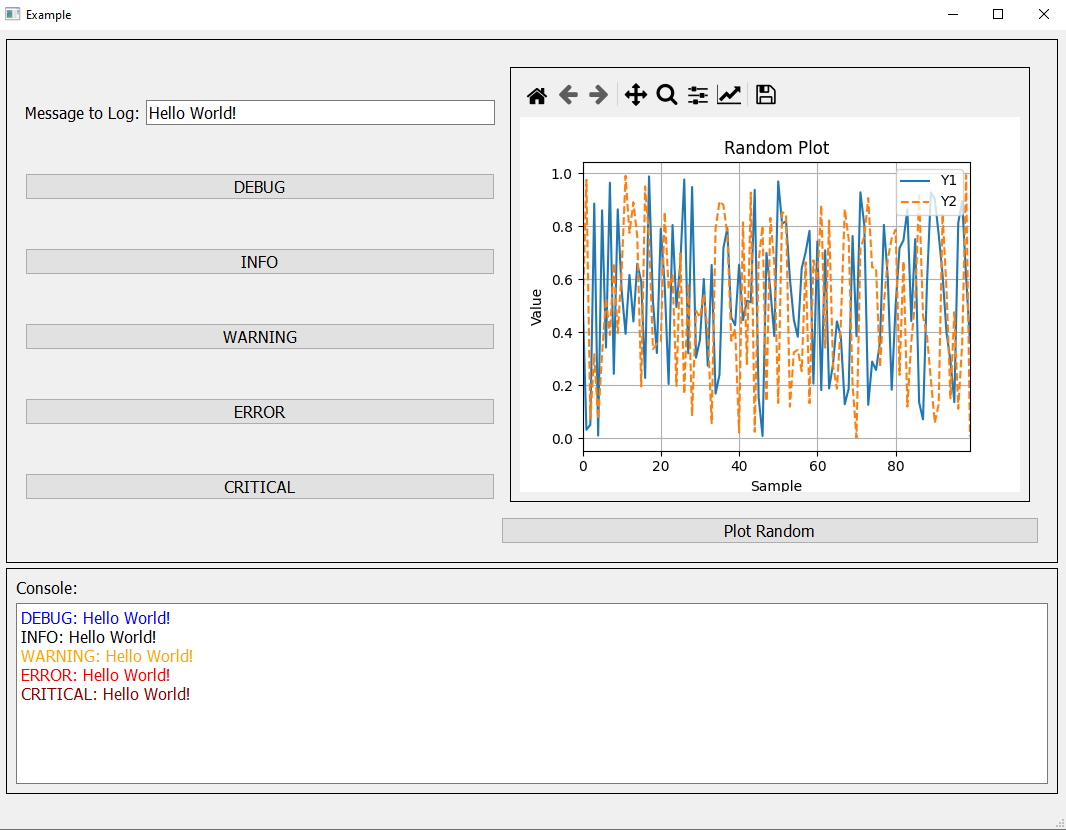 Example
Message to Log: Hello World!
DEBUG
INFO
WARNING
ERROR
CRITICAL
Random Plot
Y1
Y2
1.0
0.8
0.6
0.4
0.2
0.0
Value
0 20 40 60 80
Sample
Plot Random
Console:
DEBUG: Hello World!
INFO: Hello World!
WARNING: Hello World!
ERROR: Hello World!
CRITICAL: Hello World!